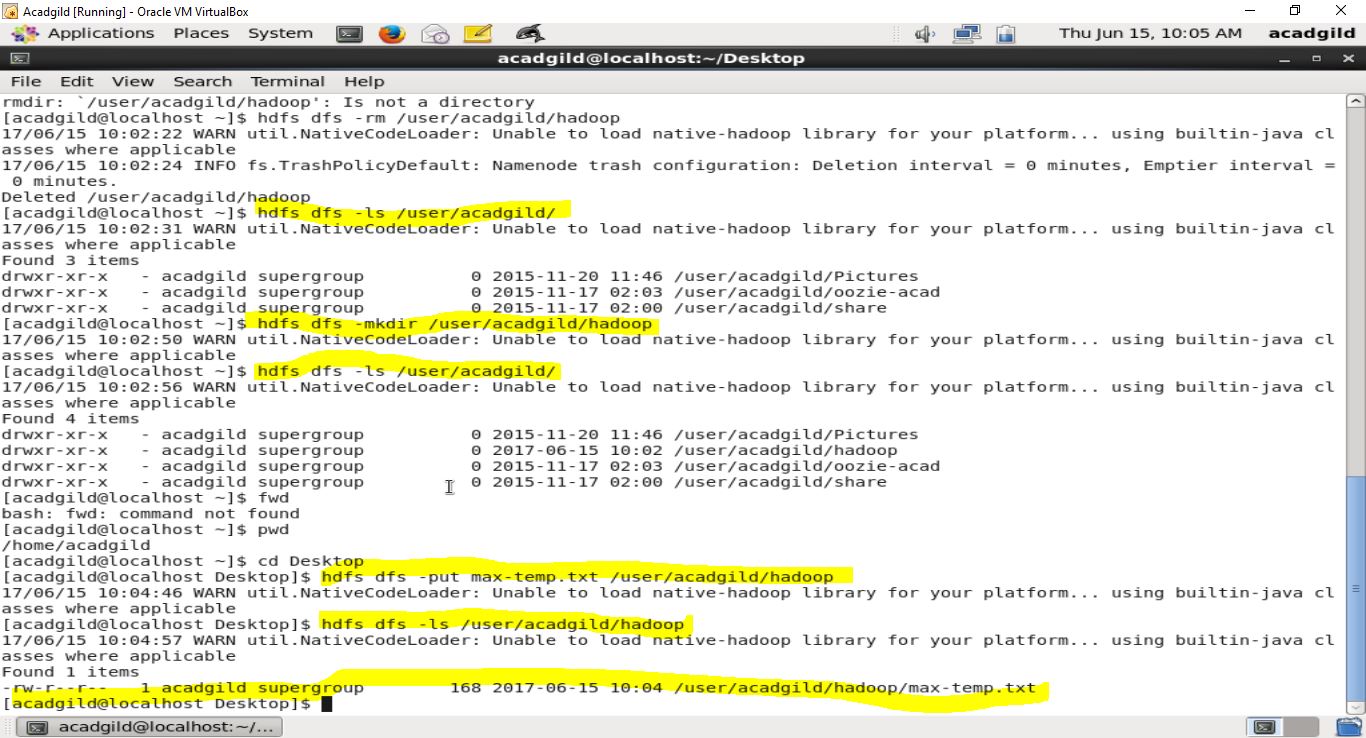 Acadgild [Running] - Oracle VM VirtualBox
Applications Places System Thu Jun 15, 10:05 AM acadgild
acadgild@localhost:~/Desktop
File Edit View Search Terminal Help
rmdir: `/user/acadgild/hadoop': Is not a directory
[acadgild@localhost ~]$ hdfs dfs -rm /user/acadgild/hadoop
17/06/15 10:02:22 WARN util.NativeCodeLoader: Unable to load native-hadoop library for your platform... using builtin-java cl
asses where applicable
17/06/15 10:02:24 INFO fs.TrashPolicyDefault: Namenode trash configuration: Deletion interval = 0 minutes, Emptier interval =
 0 minutes.
Deleted /user/acadgild/hadoop
[acadgild@localhost ~]$ hdfs dfs -ls /user/acadgild/
17/06/15 10:02:31 WARN util.NativeCodeLoader: Unable to load native-hadoop library for your platform... using builtin-java cl
asses where applicable
Found 3 items
drwxr-xr-x   - acadgild supergroup          0 2015-11-20 11:46 /user/acadgild/Pictures
drwxr-xr-x   - acadgild supergroup          0 2015-11-17 02:03 /user/acadgild/oozie-acad
drwxr-xr-x   - acadgild supergroup          0 2015-11-17 02:00 /user/acadgild/share
[acadgild@localhost ~]$ hdfs dfs -mkdir /user/acadgild/hadoop
17/06/15 10:02:50 WARN util.NativeCodeLoader: Unable to load native-hadoop library for your platform... using builtin-java cl
asses where applicable
[acadgild@localhost ~]$ hdfs dfs -ls /user/acadgild/
17/06/15 10:02:56 WARN util.NativeCodeLoader: Unable to load native-hadoop library for your platform... using builtin-java cl
asses where applicable
Found 4 items
drwxr-xr-x   - acadgild supergroup          0 2015-11-20 11:46 /user/acadgild/Pictures
drwxr-xr-x   - acadgild supergroup          0 2017-06-15 10:02 /user/acadgild/hadoop
drwxr-xr-x   - acadgild supergroup          0 2015-11-17 02:03 /user/acadgild/oozie-acad
drwxr-xr-x   - acadgild supergroup          0 2015-11-17 02:00 /user/acadgild/share
[acadgild@localhost ~]$ fwd
bash: fwd: command not found
[acadgild@localhost ~]$ pwd
/home/acadgild
[acadgild@localhost ~]$ cd Desktop
[acadgild@localhost Desktop]$ hdfs dfs -put max-temp.txt /user/acadgild/hadoop
17/06/15 10:04:46 WARN util.NativeCodeLoader: Unable to load native-hadoop library for your platform... using builtin-java cl
asses where applicable
[acadgild@localhost Desktop]$ hdfs dfs -ls /user/acadgild/hadoop
17/06/15 10:04:57 WARN util.NativeCodeLoader: Unable to load native-hadoop library for your platform... using builtin-java cl
asses where applicable
Found 1 items
-rw-r--r--   1 acadgild supergroup        168 2017-06-15 10:04 /user/acadgild/hadoop/max-temp.txt
[acadgild@localhost Desktop]$
acadgild@localhost:~/...